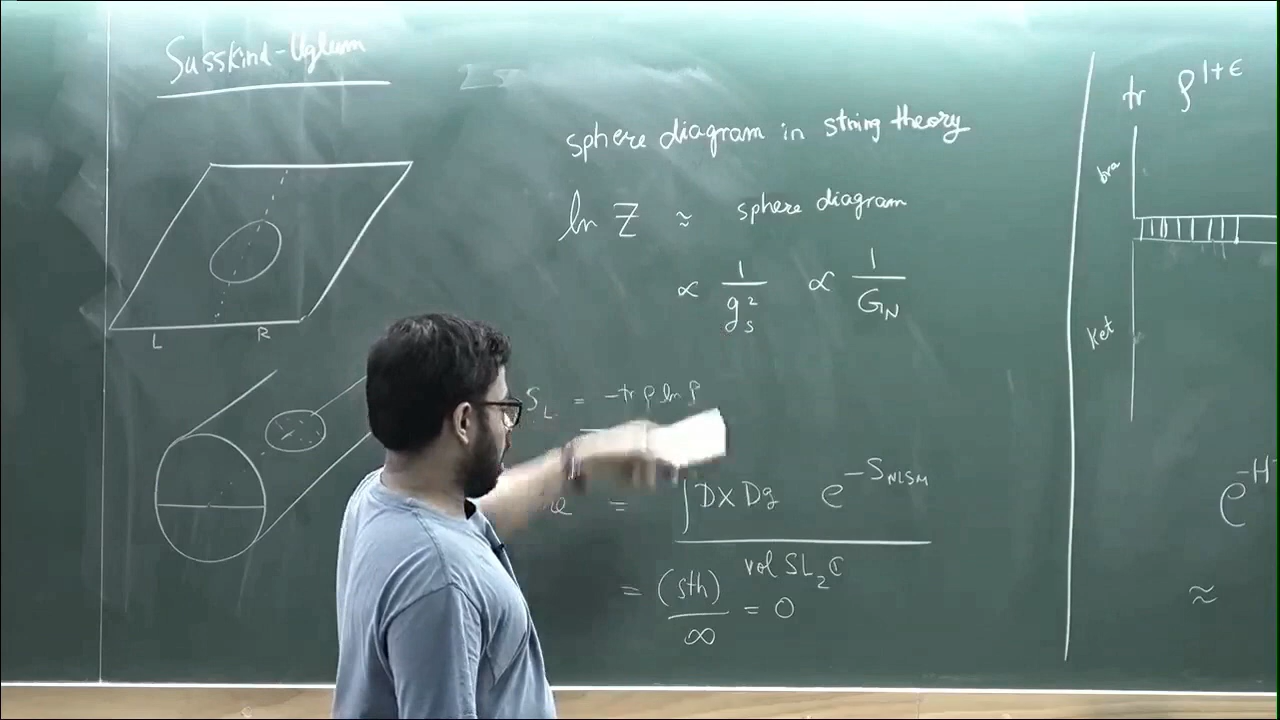 Susskind-Uglum
L R
sphere diagram in string theory
ln Z ≈ sphere diagram
∝ 1/g_s^2 ∝ 1/G_N
S_L = -tr ρ ln ρ
= ∫DX Dg e^{-S_NLSM}
vol SL_2 ℂ
= (sth)/∞ = 0
tr ρ^{1+ϵ}
bra
ket
≈